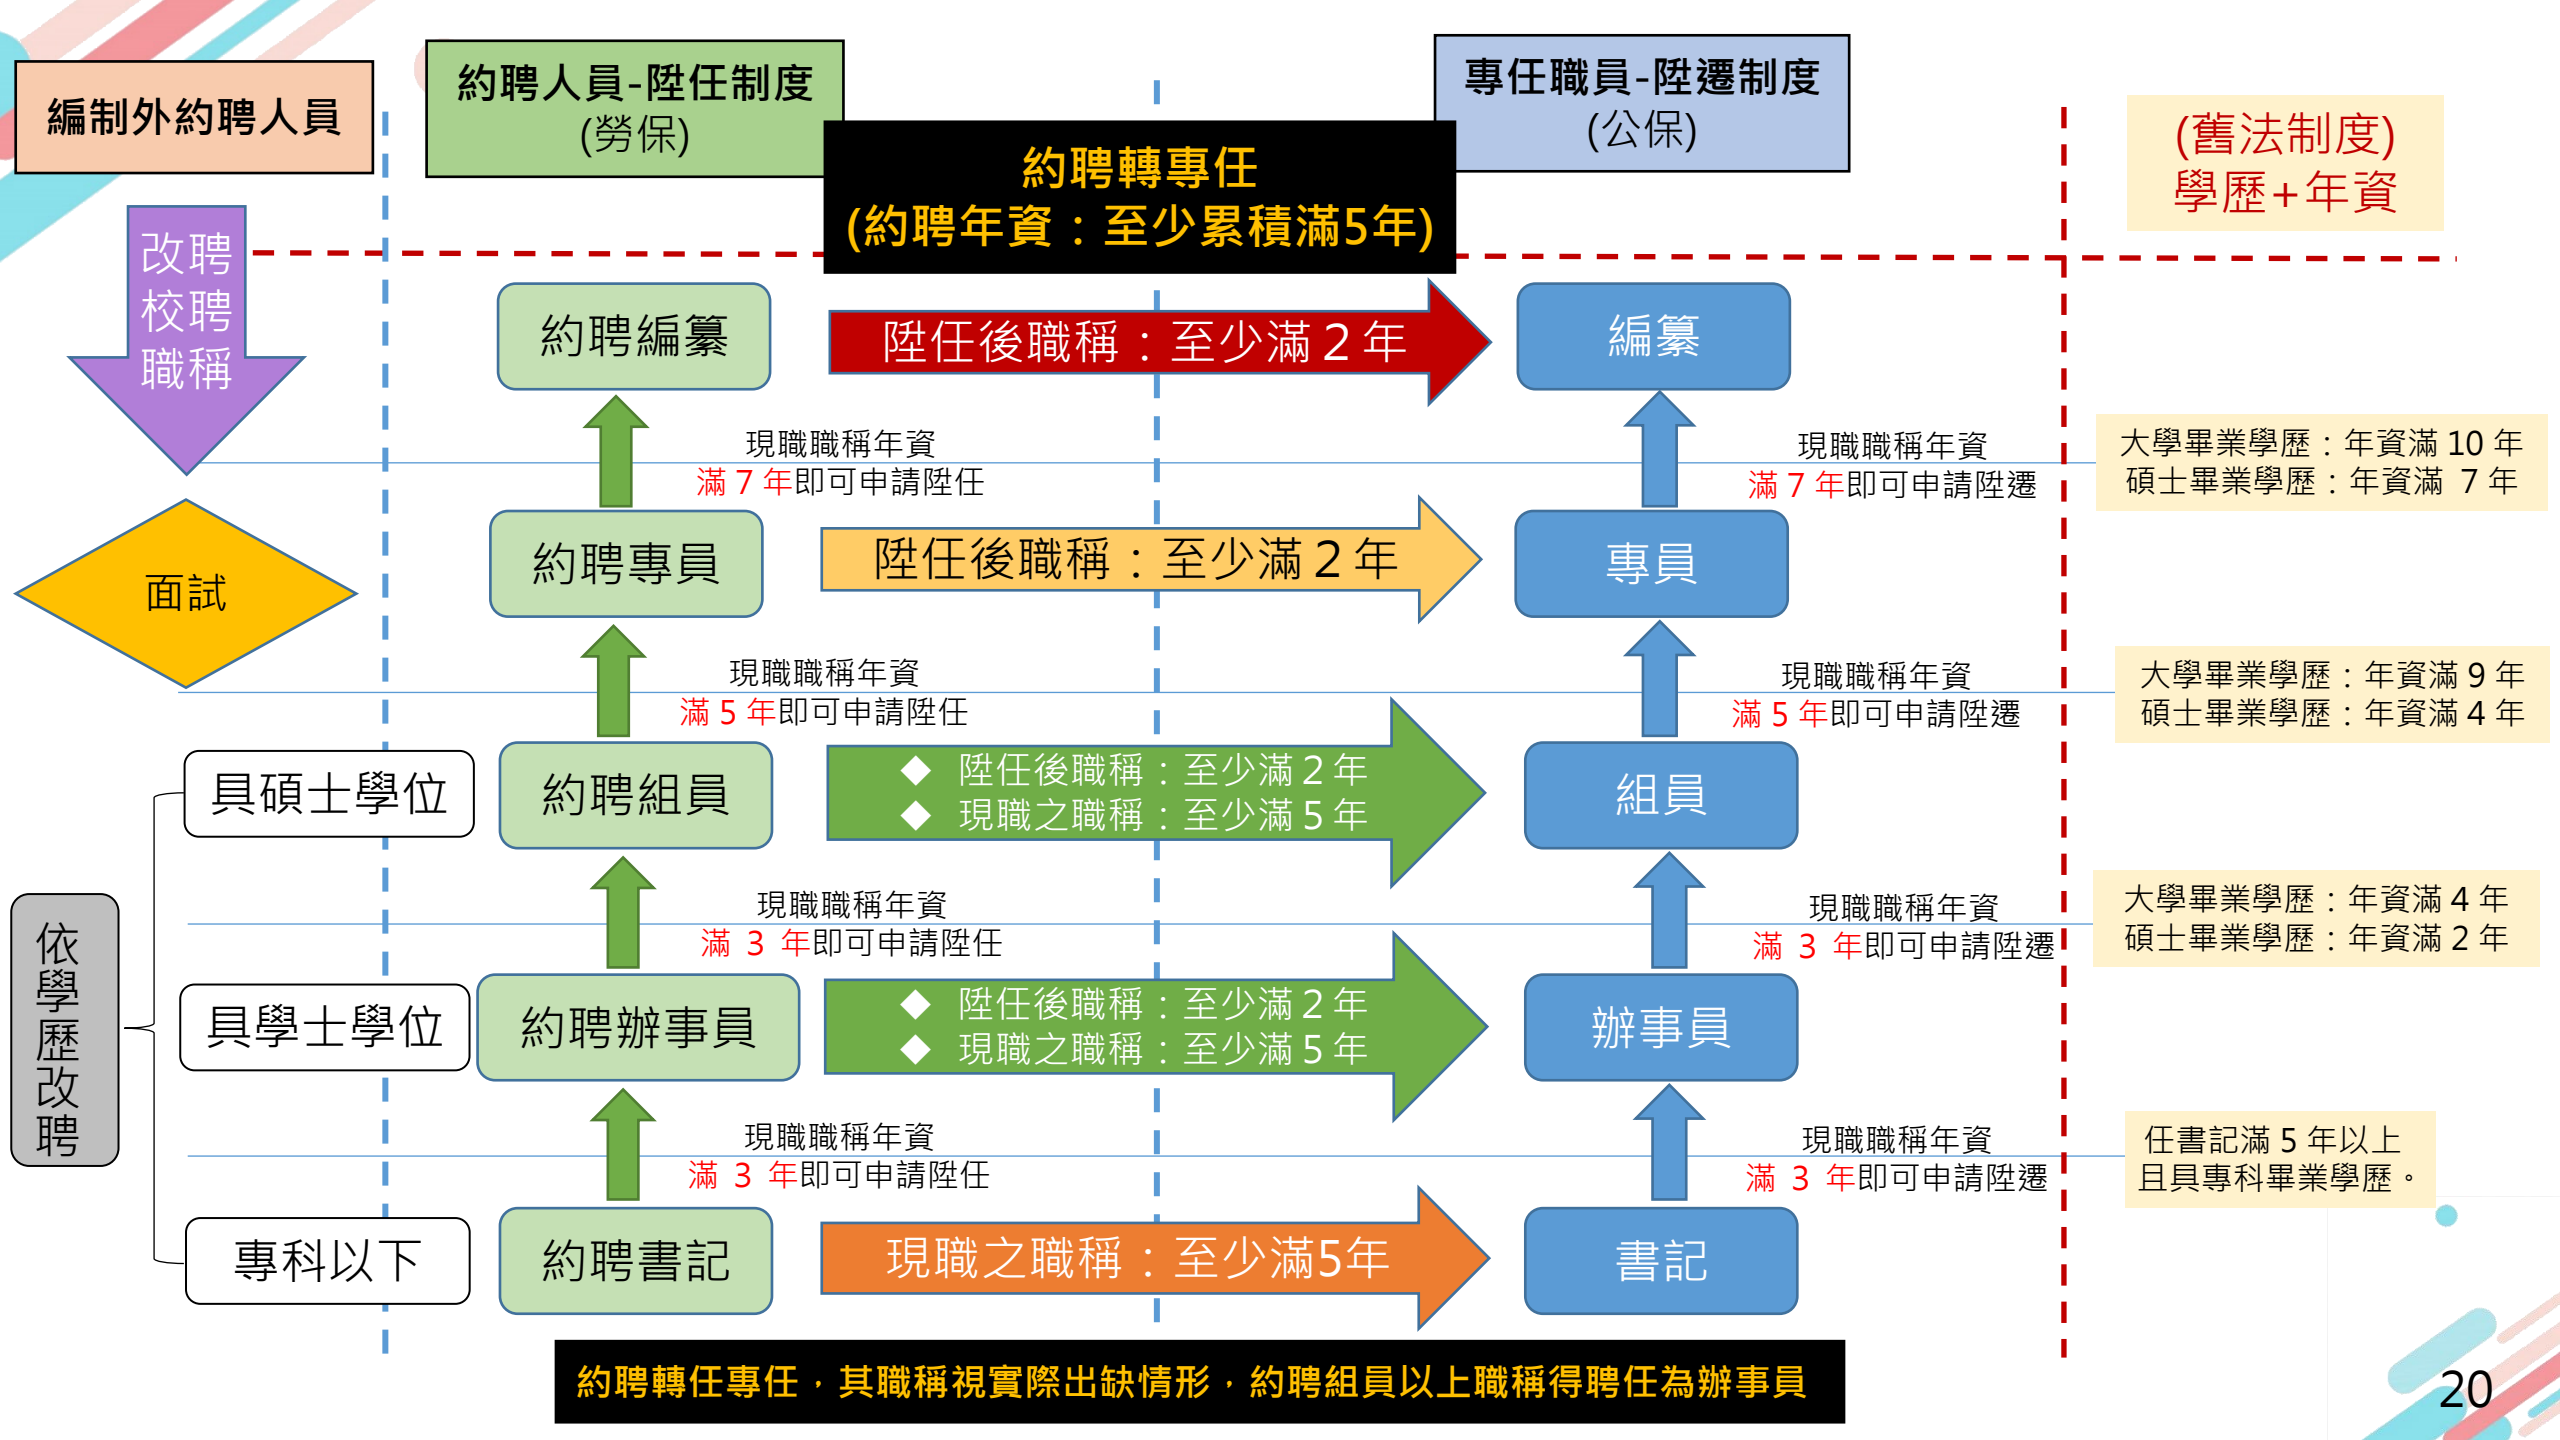 編制外約聘人員
約聘人員-陞任制度
(勞保)
專任職員-陞遷制度
(公保)
約聘轉專任
(約聘年資：至少累積滿5年)
(舊法制度)
學歷+年資
改聘
校聘
職稱
約聘編纂
陞任後職稱：至少滿2年
編纂
現職職稱年資
滿7年即可申請陞任
現職職稱年資
滿7年即可申請陞遷
大學畢業學歷：年資滿10年
碩士畢業學歷：年資滿 7 年
面試
約聘專員
陞任後職稱：至少滿2年
專員
現職職稱年資
滿5年即可申請陞任
現職職稱年資
滿5年即可申請陞遷
大學畢業學歷：年資滿9年
碩士畢業學歷：年資滿4年
具碩士學位
約聘組員
◆ 陞任後職稱：至少滿2年
◆ 現職之職稱：至少滿5年
組員
現職職稱年資
滿 3 年即可申請陞任
現職職稱年資
滿 3 年即可申請陞遷
大學畢業學歷：年資滿4年
碩士畢業學歷：年資滿2年
依學歷改聘
具學士學位
約聘辦事員
◆ 陞任後職稱：至少滿2年
◆ 現職之職稱：至少滿5年
辦事員
現職職稱年資
滿 3 年即可申請陞任
現職職稱年資
滿 3 年即可申請陞遷
任書記滿5年以上
且具專科畢業學歷。
專科以下
約聘書記
現職之職稱：至少滿5年
書記
約聘轉任專任，其職稱視實際出缺情形，約聘組員以上職稱得聘任為辦事員
20